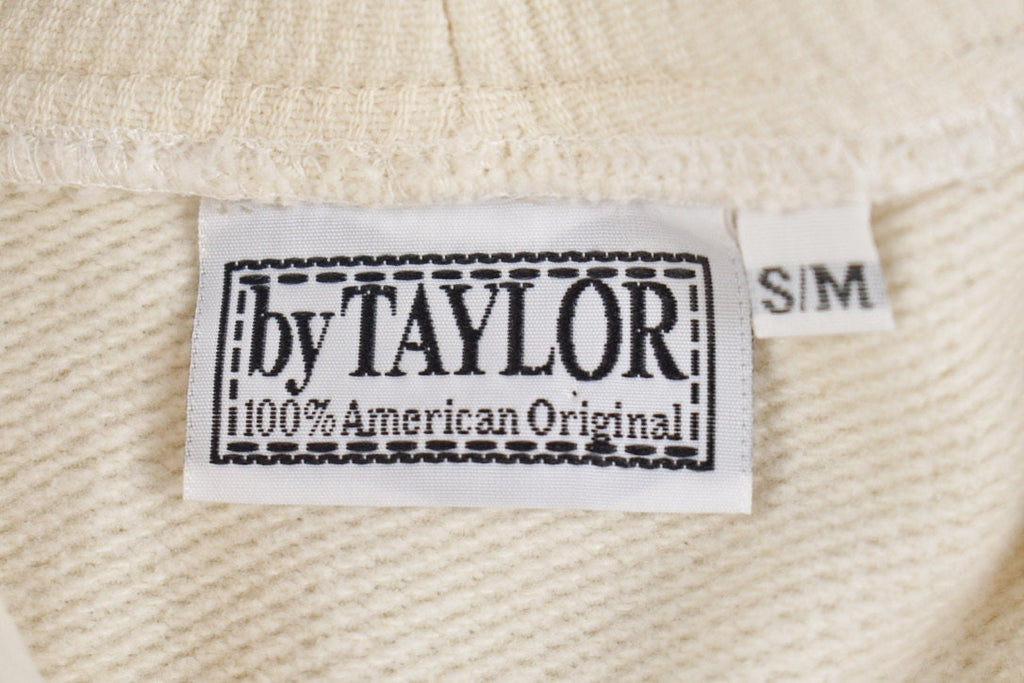 by TAYLOR
100% American Original
S/M